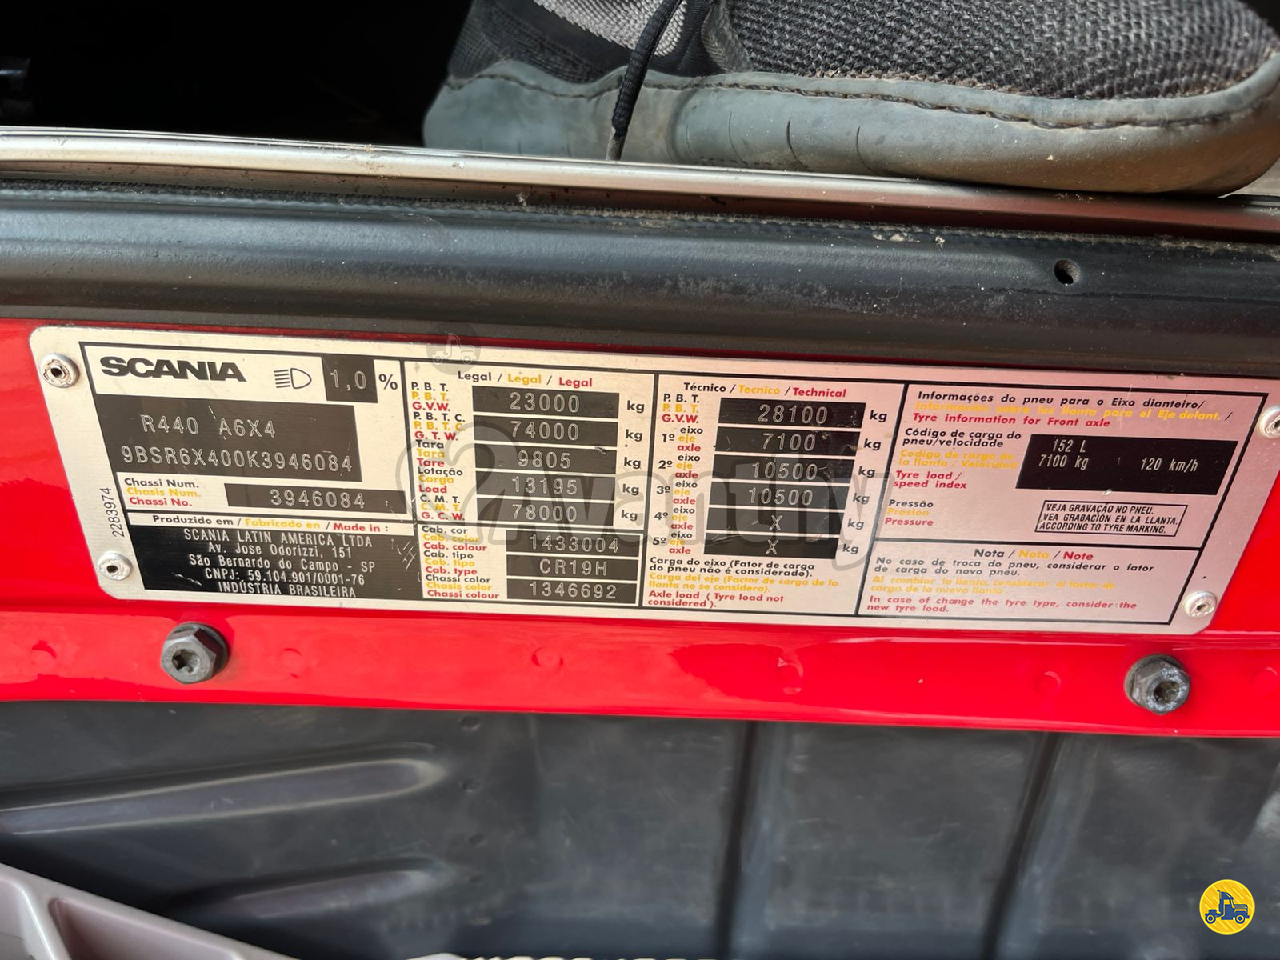 SCANIA
1,0 %
R440 A6X4
9BSR6X400K3946084
Chassi Num.
Chasis Num.
Chassi No.
3946084
2283974
Produzido em / Fabricado en / Made in :
SCANIA LATIN AMERICA LTDA
Av. Jose Odorizzi, 151
São Bernardo do Campo - SP
CNPJ: 59.104.901/0001-76
INDÚSTRIA BRASILEIRA
Legal / Légal / Legal
P. B. T.
P. B. T.
G. V. W.
23000 kg
P. B. T. C.
P. B. T. C.
G. T. W.
74000 kg
Tara
Tara
Tare
9805 kg
Lotação
Carga
Load
13195 kg
C. M. T.
C. M. T.
G. C. W.
78000 kg
Cab. cor
Cab. color
Cab. colour
1433004
Cab. tipo
Cab. tipo
Cab. type
CR19H
Chassi color
Chasis color
Chassi colour
1346692
Técnico / Tecnico / Technical
P. B. T.
P. B. T.
G. V. W.
28100 kg
1º eixo
eje
axle
7100 kg
2º eixo
eje
axle
10500 kg
3º eixo
eje
axle
10500 kg
4º eixo
eje
axle
X kg
5º eixo
eje
axle
X kg
Carga do eixo (Fator de carga
do pneu não é considerado).
Carga del eje (Factor de carga de la
llanta no se considera).
Axle load ( Tyre load not
considered ).
Informações do pneu para o Eixo dianteiro/
Informacion sobre la llanta para el Eje delant. /
Tyre information for Front axle
Código de carga do
pneu/velocidade
Codigo de carga de
la llanta / Velocidad
Tyre load /
speed index
152 L
7100 kg 120 km/h
Pressão
Presion
Pressure
VEJA GRAVAÇÃO NO PNEU.
VEA GRABACION EN LA LLANTA.
ACCORDING TO TYRE MARKING.
Nota / Nota / Note
No caso de troca do pneu, considerar o fator
de carga do novo pneu.
Al cambiar la llanta, considerar el factor de
carga de la nueva llanta.
In case of change the tyre type, consider the
new tyre load.